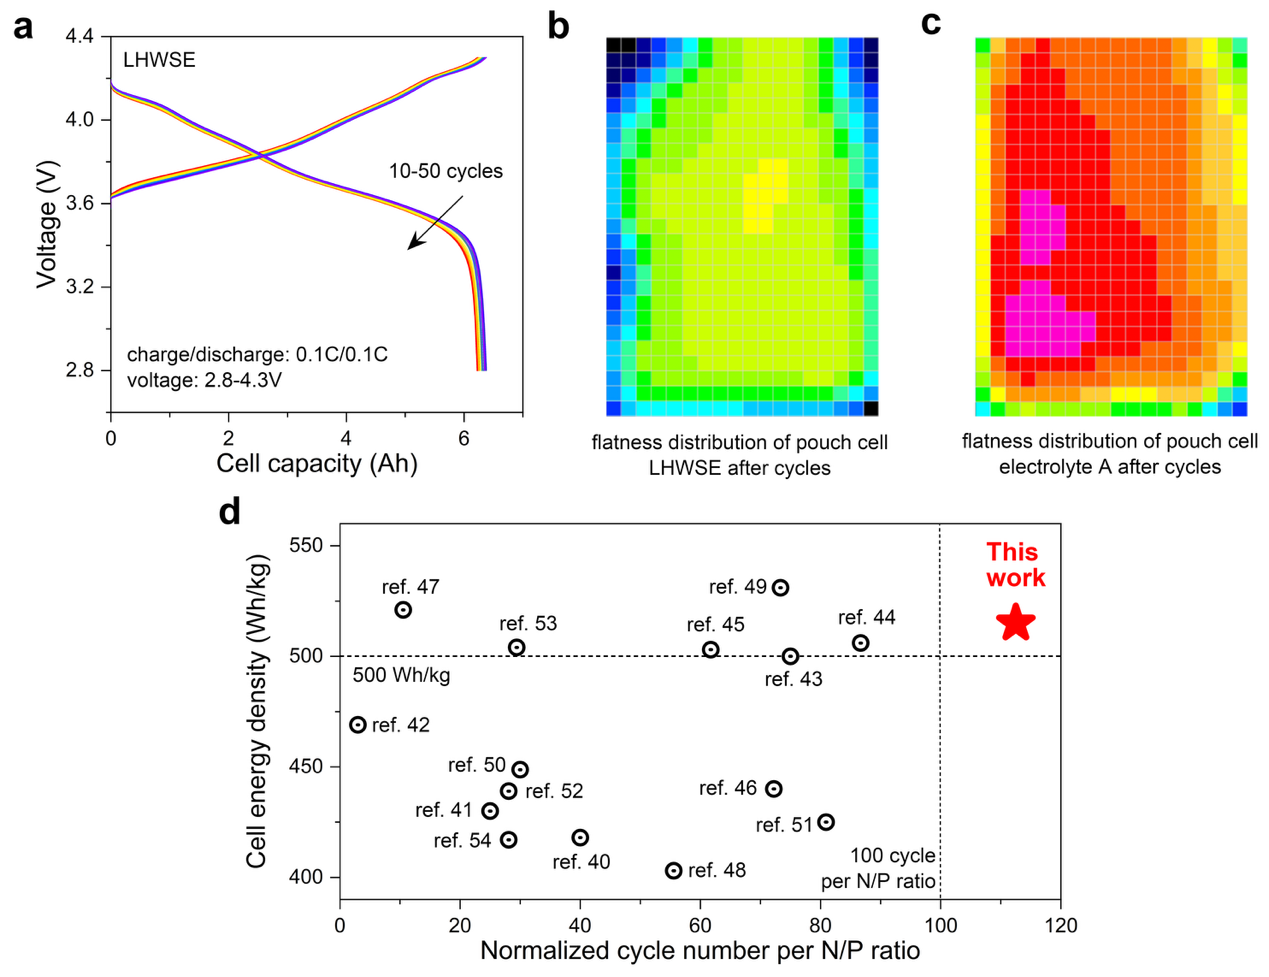 a
4.4
4.0
3.6
3.2
2.8
Voltage (V)
LHWSE
10-50 cycles
charge/discharge: 0.1C/0.1C
voltage: 2.8-4.3V
0
2
4
6
Cell capacity (Ah)
b
flatness distribution of pouch cell
LHWSE after cycles
c
flatness distribution of pouch cell
electrolyte A after cycles
d
550
500
450
400
Cell energy density (Wh/kg)
This
work
ref. 47
ref. 49
ref. 53
ref. 45
ref. 44
500 Wh/kg
ref. 43
ref. 42
ref. 50
ref. 52
ref. 46
ref. 41
ref. 51
ref. 54
ref. 40
ref. 48
100 cycle
per N/P ratio
0
20
40
60
80
100
120
Normalized cycle number per N/P ratio